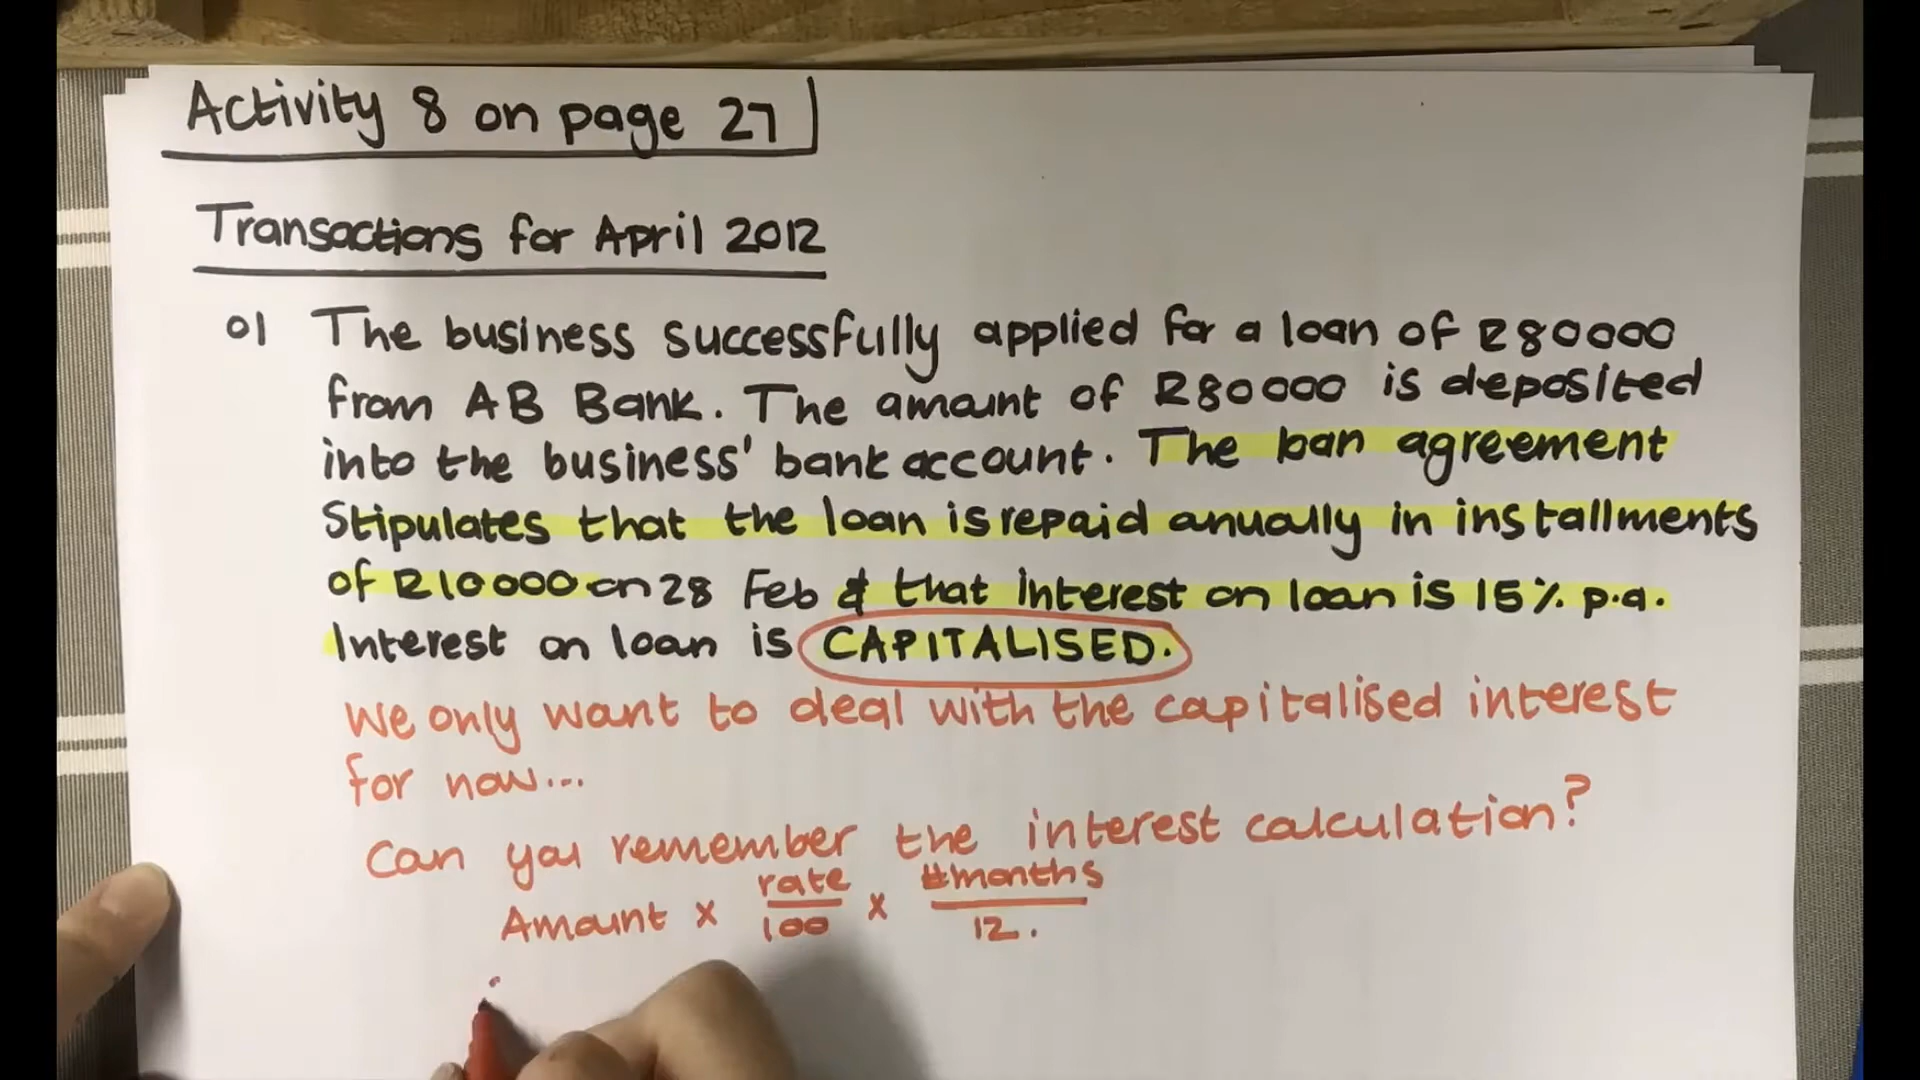 Activity 8 on page 27
Transactions for April 2012
01 The business successfully applied for a loan of R80000
from AB Bank. The amount of R80000 is deposited
into the business' bank account. The loan agreement
Stipulates that the loan is repaid anually in installments
of R10000 on 28 Feb & that interest on loan is 15% p.a.
Interest on loan is CAPITALISED.
We only want to deal with the capitalised interest
for now...
Can you remember the interest calculation?
Amount x rate/100 x #months/12.